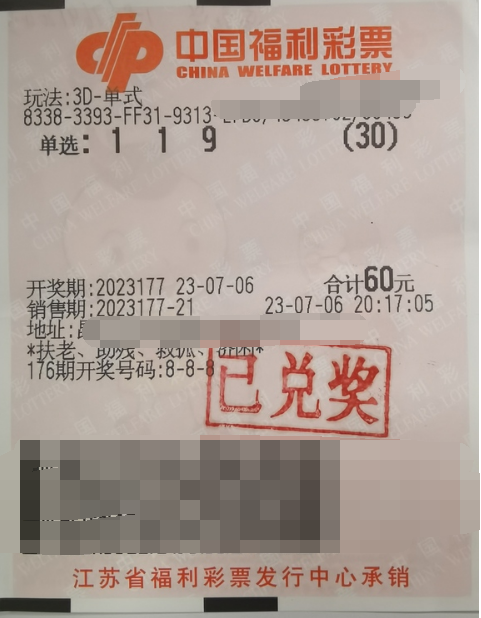 中国福利彩票
CHINA WELFARE LOTTERY
玩法:3D-单式
8338-3393-FF31-9313-
单选: 1 1 9 (30)
开奖期:2023177 23-07-06 合计60元
销售期:2023177-21 23-07-06 20:17:05
地址:
*扶老、助残、救孤、济困*
176期开奖号码:8-8-8
已兑奖
江苏省福利彩票发行中心承销